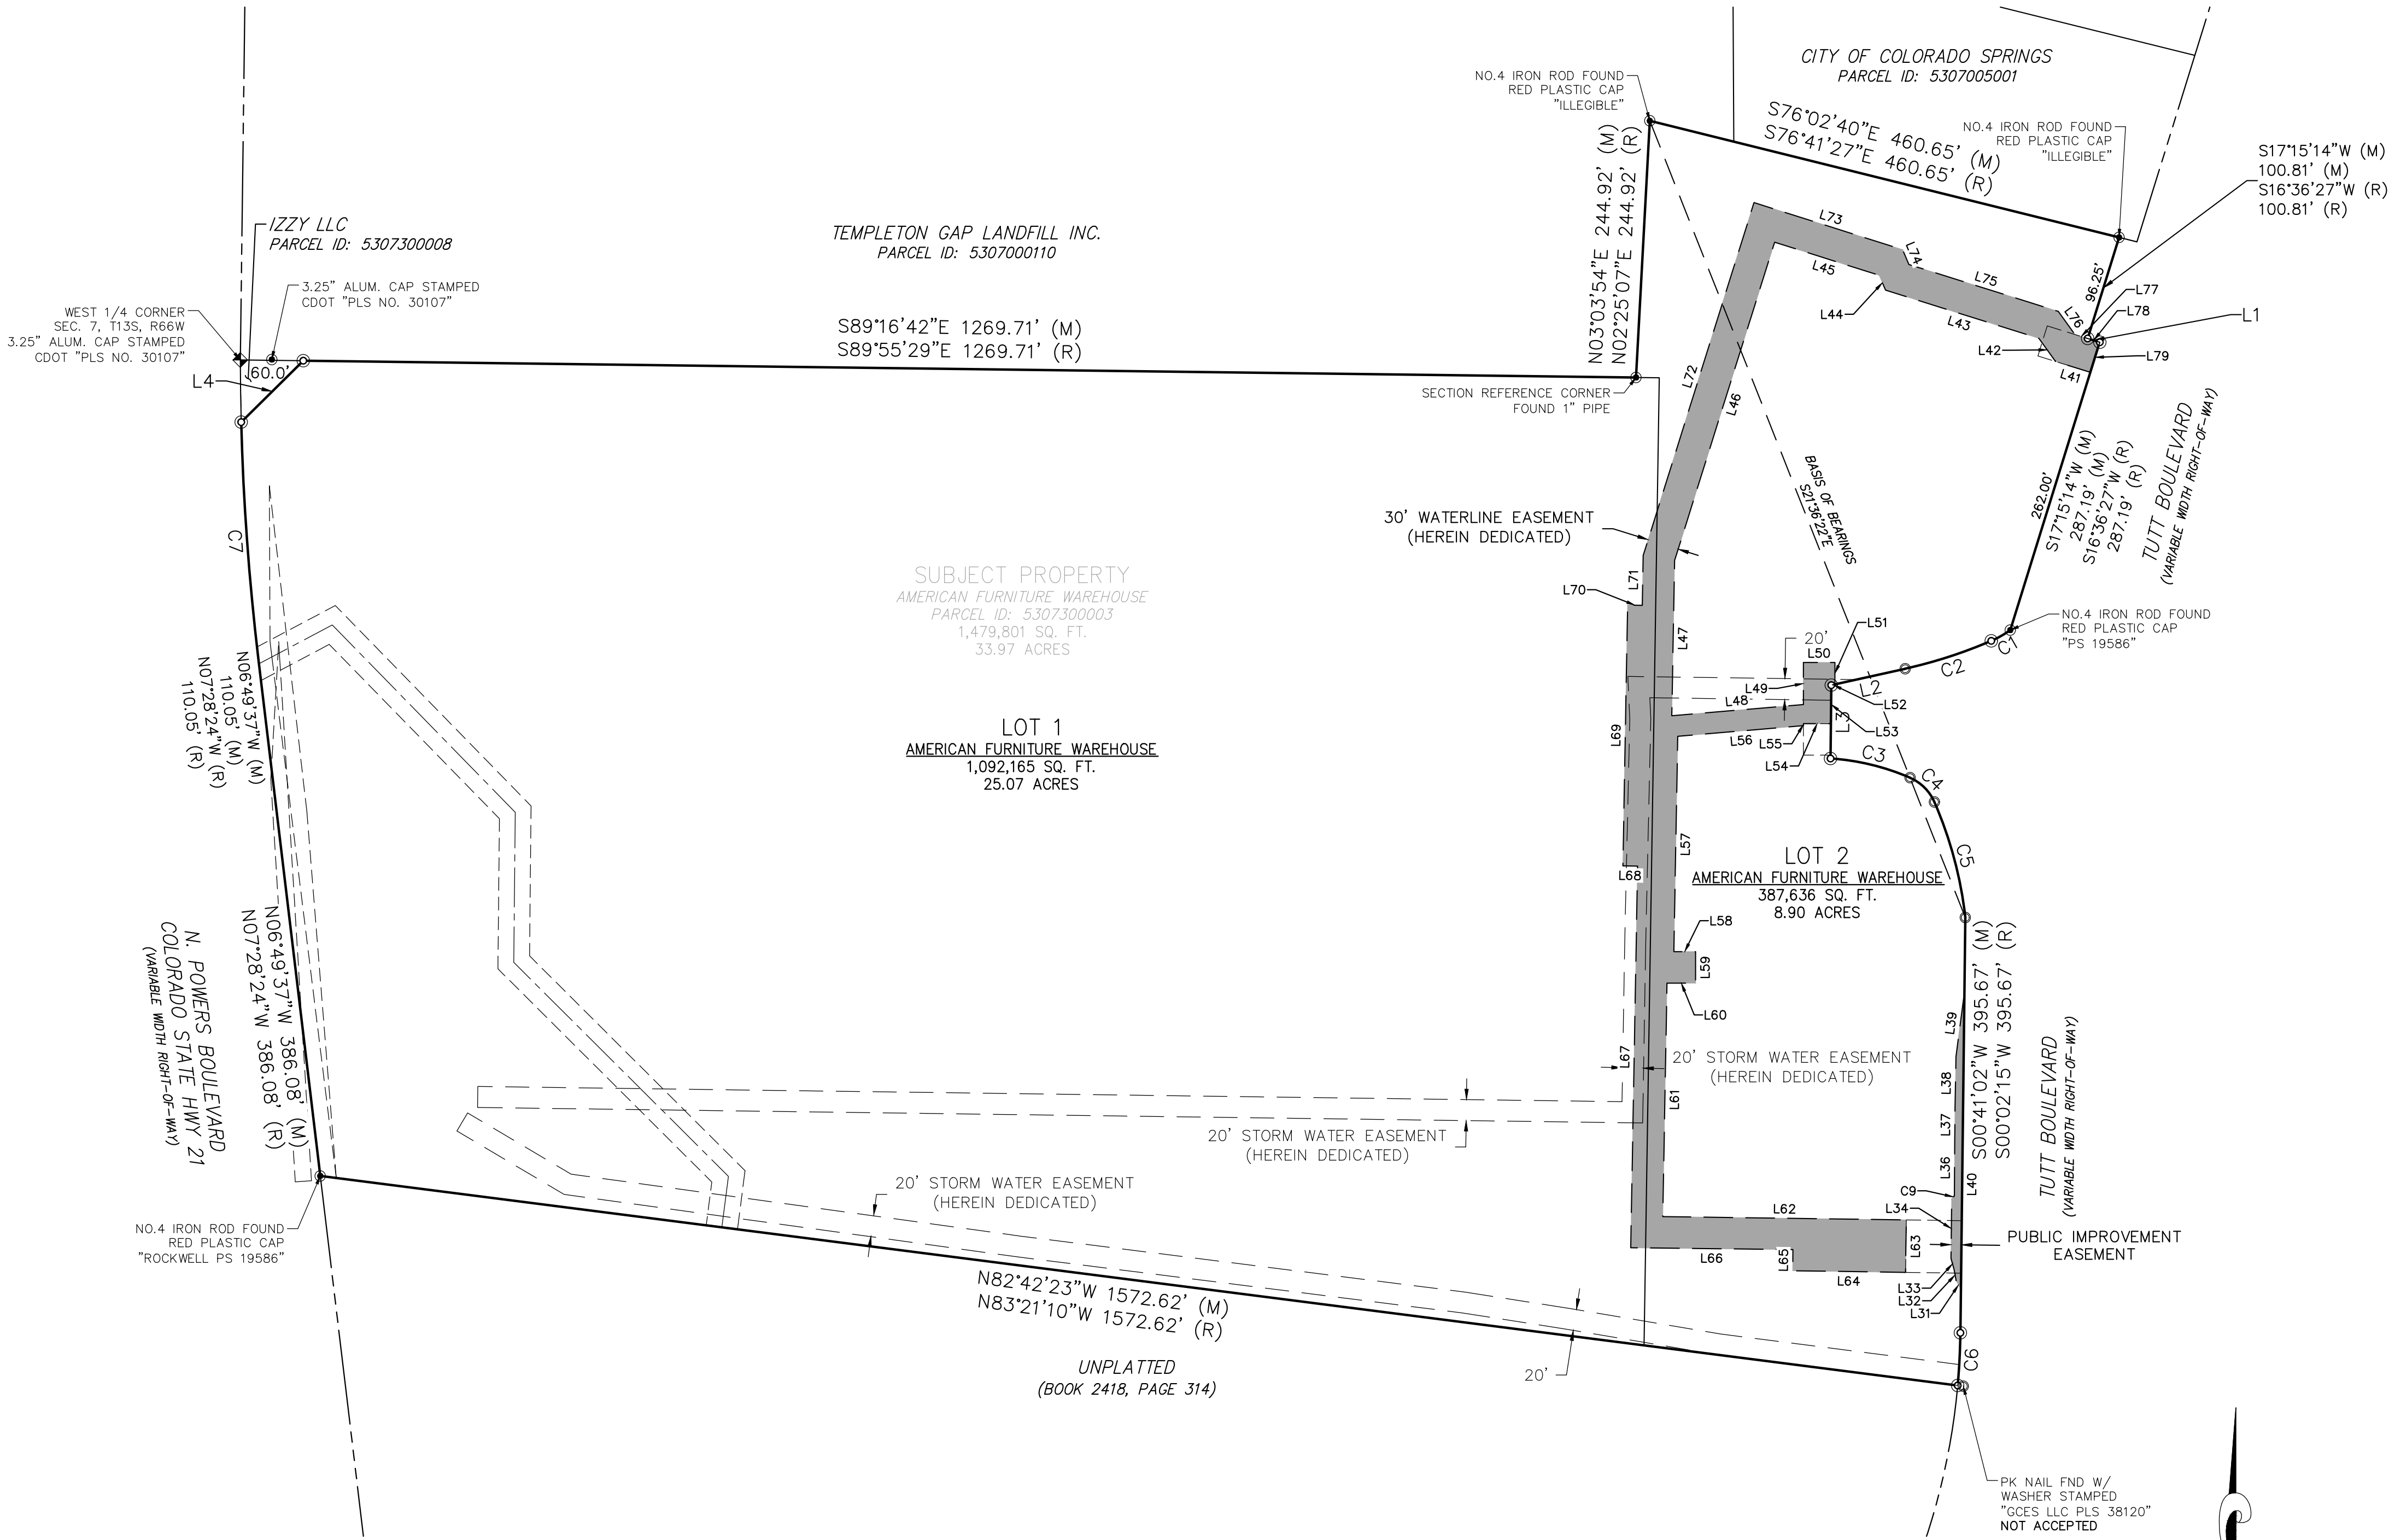 CITY OF COLORADO SPRINGS
PARCEL ID: 5307005001
NO.4 IRON ROD FOUND
RED PLASTIC CAP
"ILLEGIBLE"
S76°02'40"E 460.65' (M)
S76°41'27"E 460.65' (R)
NO.4 IRON ROD FOUND
RED PLASTIC CAP
"ILLEGIBLE"
S17°15'14"W (M)
100.81' (M)
S16°36'27"W (R)
100.81' (R)
N03°03'54"E 244.92' (M)
N02°25'07"E 244.92' (R)
IZZY LLC
PARCEL ID: 5307300008
TEMPLETON GAP LANDFILL INC.
PARCEL ID: 5307000110
3.25" ALUM. CAP STAMPED
CDOT "PLS NO. 30107"
WEST 1/4 CORNER
SEC. 7, T13S, R66W
3.25" ALUM. CAP STAMPED
CDOT "PLS NO. 30107"
S89°16'42"E 1269.71' (M)
S89°55'29"E 1269.71' (R)
60.0'
L4
SECTION REFERENCE CORNER
FOUND 1" PIPE
L73
L74
L75
L45
L44
L43
L76
L42
L41
96.25'
L77
L78
L1
L79
L72
L46
BASIS OF BEARINGS
S21°36'22"E
262.00'
S17°15'14"W (M)
287.19' (M)
S16°36'27"W (R)
287.19' (R)
TUTT BOULEVARD
(VARIABLE WIDTH RIGHT-OF-WAY)
C7
30' WATERLINE EASEMENT
(HEREIN DEDICATED)
SUBJECT PROPERTY
AMERICAN FURNITURE WAREHOUSE
PARCEL ID: 5307300003
1,479,801 SQ. FT.
33.97 ACRES
L70
L71
L47
NO.4 IRON ROD FOUND
RED PLASTIC CAP
"PS 19586"
L51
20'
L50
C1
C2
L2
L49
L48
L52
L3
L53
L55
L56
L54
L69
C3
C4
N06°49'37"W (M)
110.05' (M)
N07°28'24"W (R)
110.05' (R)
LOT 1
AMERICAN FURNITURE WAREHOUSE
1,092,165 SQ. FT.
25.07 ACRES
L57
L68
C5
LOT 2
AMERICAN FURNITURE WAREHOUSE
387,636 SQ. FT.
8.90 ACRES
L58
L59
L60
N. POWERS BOULEVARD
COLORADO STATE HWY 21
(VARIABLE WIDTH RIGHT-OF-WAY)
N06°49'37"W 386.08' (M)
N07°28'24"W 386.08' (R)
S00°41'02"W 395.67' (M)
S00°02'15"W 395.67' (R)
TUTT BOULEVARD
(VARIABLE WIDTH RIGHT-OF-WAY)
L67
20' STORM WATER EASEMENT
(HEREIN DEDICATED)
L61
L39
L38
L37
L36
L40
20' STORM WATER EASEMENT
(HEREIN DEDICATED)
20' STORM WATER EASEMENT
(HEREIN DEDICATED)
C9
L34
L62
L63
L66
L65
L64
L33
L32
L31
PUBLIC IMPROVEMENT
EASEMENT
NO.4 IRON ROD FOUND
RED PLASTIC CAP
"ROCKWELL PS 19586"
N82°42'23"W 1572.62' (M)
N83°21'10"W 1572.62' (R)
UNPLATTED
(BOOK 2418, PAGE 314)
20'
C6
PK NAIL FND W/
WASHER STAMPED
"GCES LLC PLS 38120"
NOT ACCEPTED